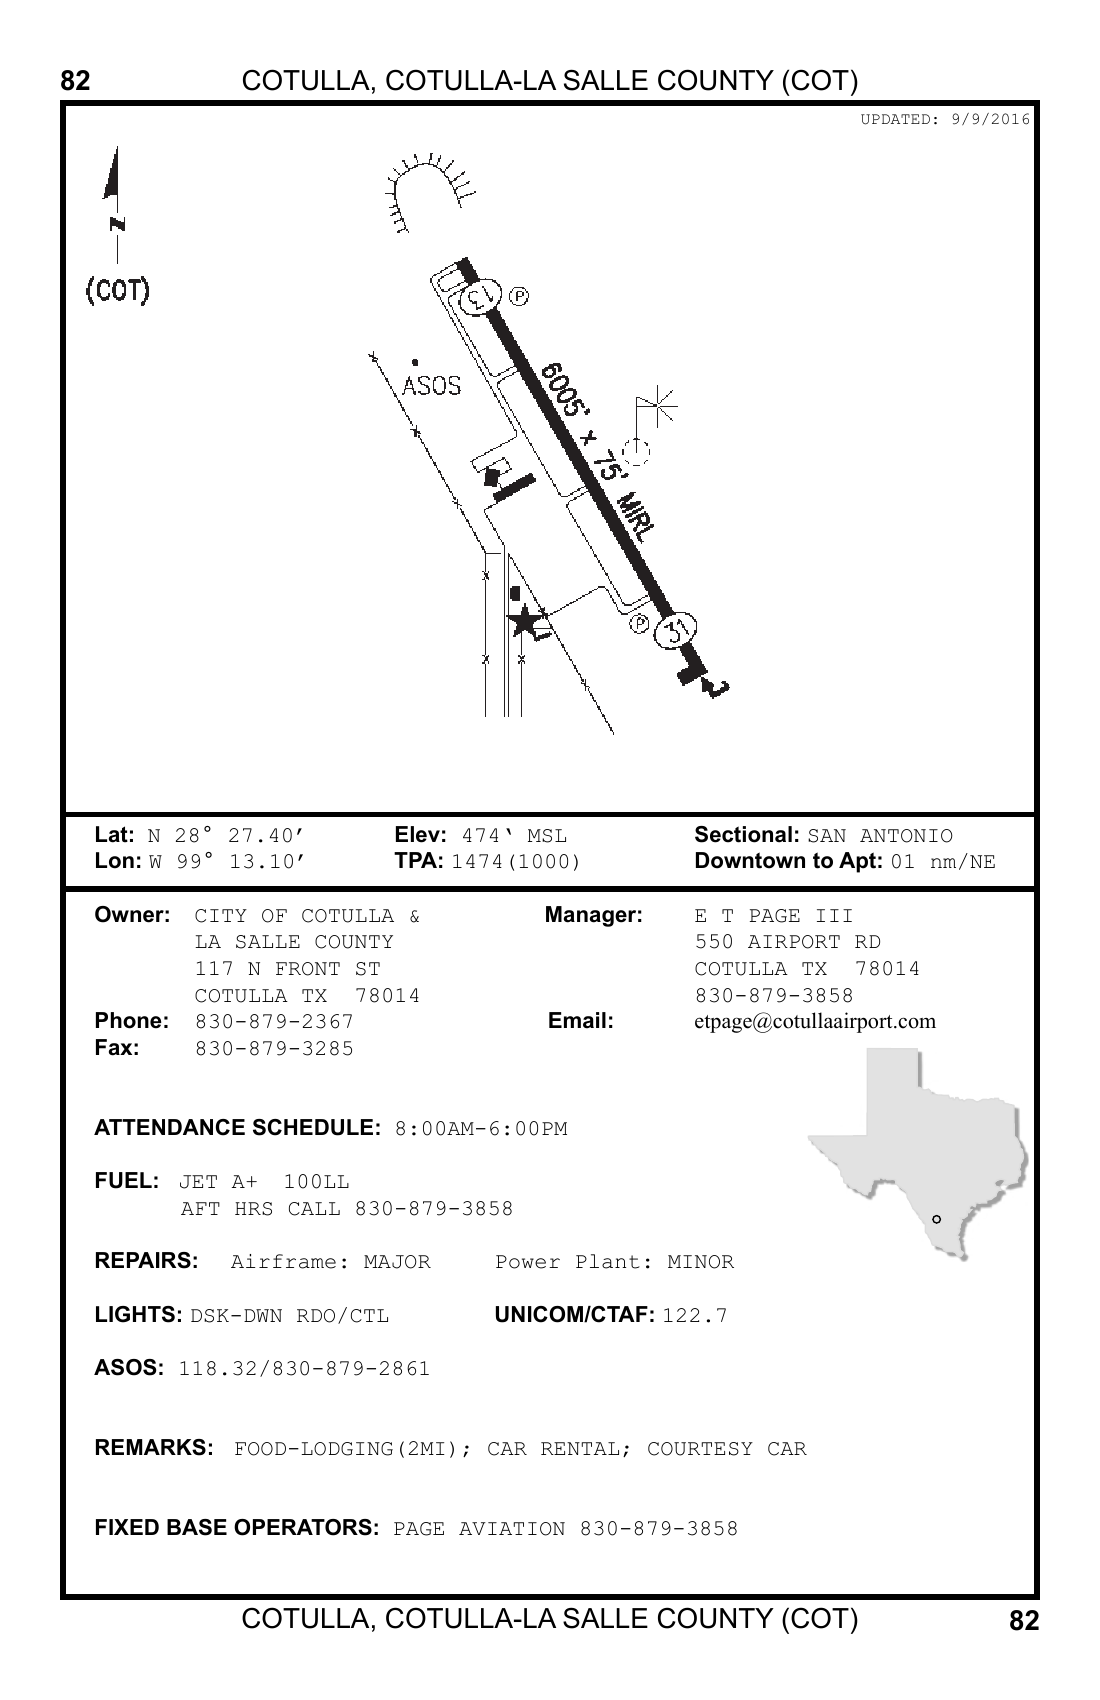 82 COTULLA, COTULLA-LA SALLE COUNTY (COT)
UPDATED: 9/9/2016
N
(COT)
13 P
ASOS
6005' x 75' MIRL
P 31
Lat: N 28° 27.40′ Elev: 474‘ MSL Sectional: SAN ANTONIO
Lon: W 99° 13.10′ TPA: 1474(1000) Downtown to Apt: 01 nm/NE
Owner: CITY OF COTULLA & Manager: E T PAGE III
LA SALLE COUNTY 550 AIRPORT RD
117 N FRONT ST COTULLA TX 78014
COTULLA TX 78014 830-879-3858
Phone: 830-879-2367 Email: etpage@cotullaairport.com
Fax: 830-879-3285
ATTENDANCE SCHEDULE: 8:00AM-6:00PM
FUEL: JET A+ 100LL
AFT HRS CALL 830-879-3858
REPAIRS: Airframe: MAJOR Power Plant: MINOR
LIGHTS: DSK-DWN RDO/CTL UNICOM/CTAF: 122.7
ASOS: 118.32/830-879-2861
REMARKS: FOOD-LODGING(2MI); CAR RENTAL; COURTESY CAR
FIXED BASE OPERATORS: PAGE AVIATION 830-879-3858
COTULLA, COTULLA-LA SALLE COUNTY (COT) 82